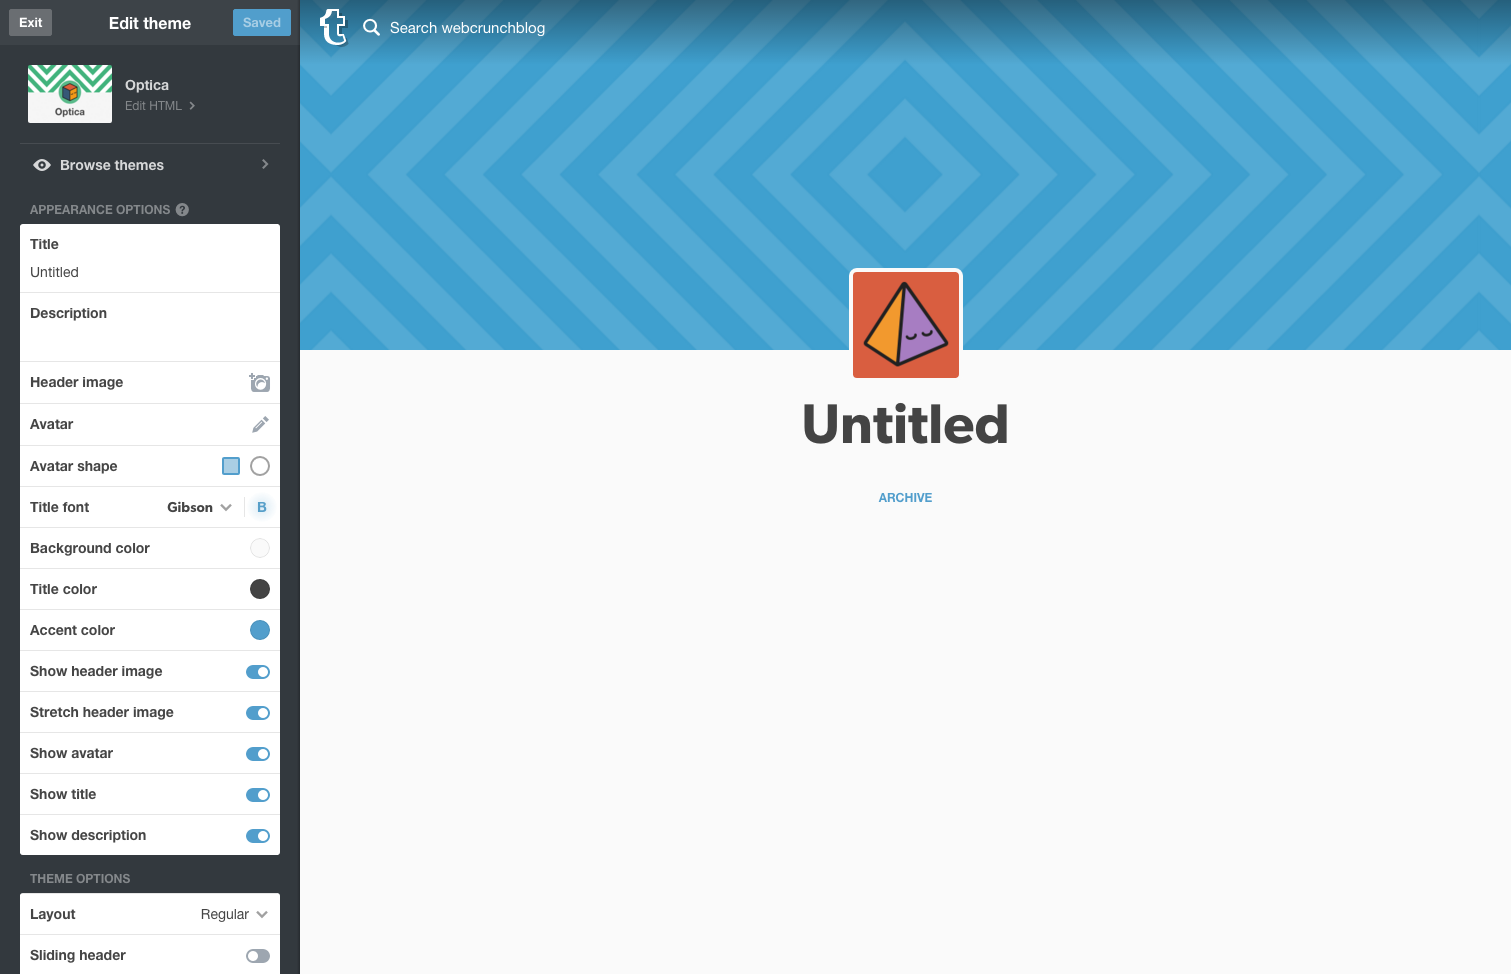 Exit
Edit theme
Saved
Optica
Optica
Edit HTML
Browse themes
APPEARANCE OPTIONS ?
Title
Untitled
Description
Header image
Avatar
Avatar shape
Title font Gibson B
Background color
Title color
Accent color
Show header image
Stretch header image
Show avatar
Show title
Show description
THEME OPTIONS
Layout Regular
Sliding header
t
Search webcrunchblog
Untitled
ARCHIVE